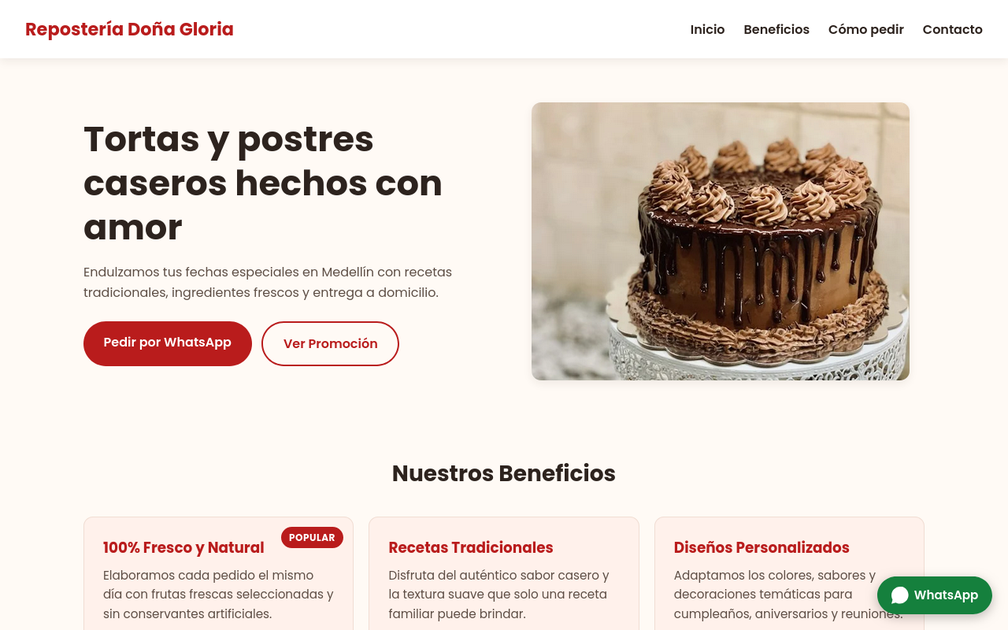 Repostería Doña Gloria
Inicio Beneficios Cómo pedir Contacto
Tortas y postres
caseros hechos con
amor
Endulzamos tus fechas especiales en Medellín con recetas
tradicionales, ingredientes frescos y entrega a domicilio.
Pedir por WhatsApp
Ver Promoción
Nuestros Beneficios
POPULAR
100% Fresco y Natural
Elaboramos cada pedido el mismo
día con frutas frescas seleccionadas y
sin conservantes artificiales.
Recetas Tradicionales
Disfruta del auténtico sabor casero y
la textura suave que solo una receta
familiar puede brindar.
Diseños Personalizados
Adaptamos los colores, sabores y
decoraciones temáticas para
cumpleaños, aniversarios y reuniones.
WhatsApp